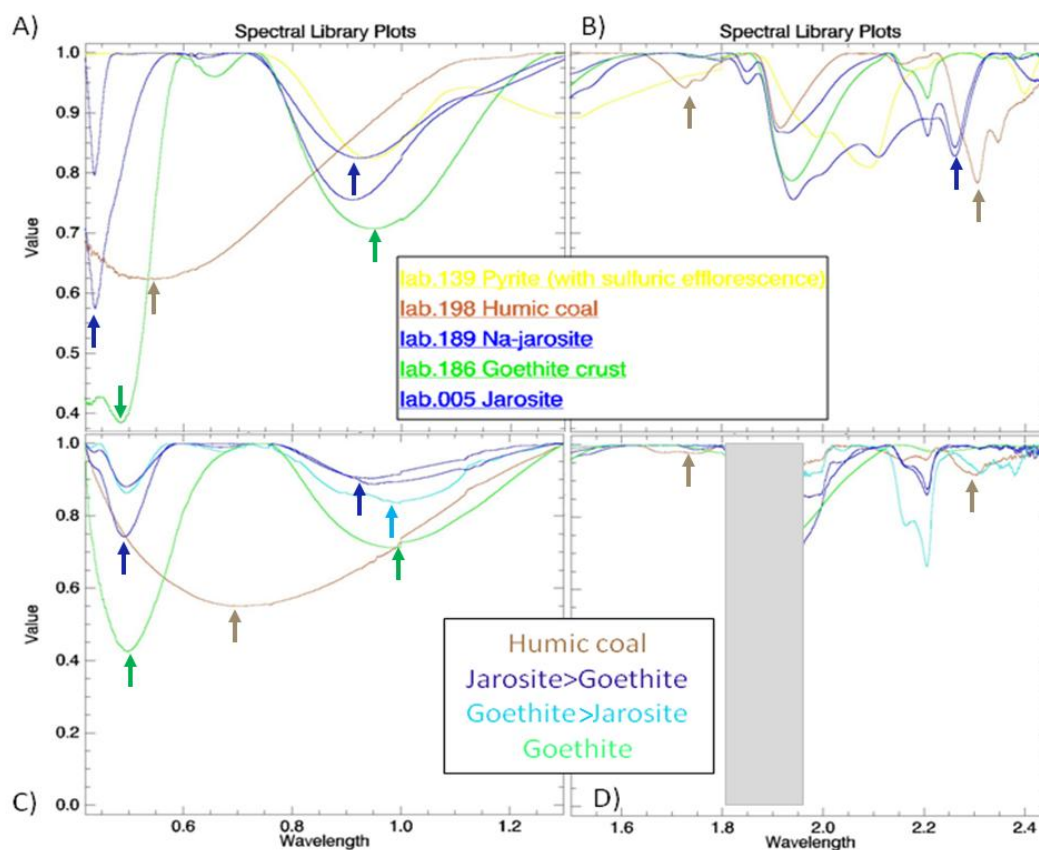 A)
Spectral Library Plots
B)
Spectral Library Plots
1.0
0.9
0.8
0.7
0.6
0.5
0.4
Value
lab.139 Pyrite (with sulfuric efflorescence)
lab.198 Humic coal
lab.189 Na-jarosite
lab.186 Goethite crust
lab.005 Jarosite
1.0
0.8
0.6
0.4
0.2
0.0
Value
Humic coal
Jarosite>Goethite
Goethite>Jarosite
Goethite
C)
D)
0.6 0.8 1.0 1.2
Wavelength
1.6 1.8 2.0 2.2 2.4
Wavelength